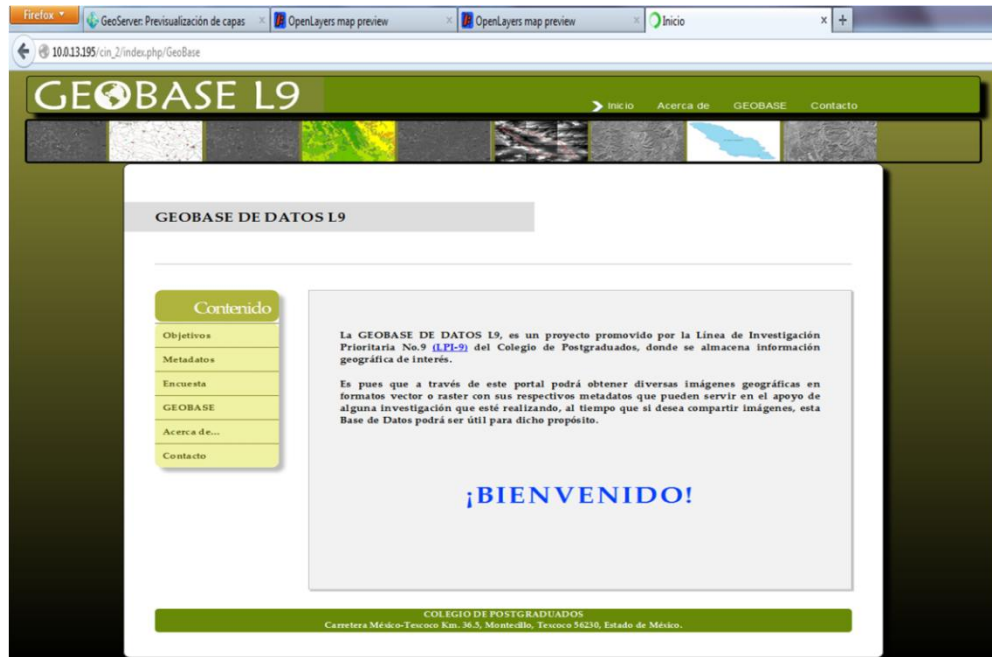 Firefox
GeoServer: Previsualización de capas
OpenLayers map preview
OpenLayers map preview
Inicio
10.0.13.195/cin_2/index.php/GeoBase
GEOBASE L9
Inicio Acerca de GEOBASE Contacto
GEOBASE DE DATOS L9
Contenido
Objetivos
Metadatos
Encuesta
GEOBASE
Acerca de...
Contacto
La GEOBASE DE DATOS L9, es un proyecto promovido por la Línea de Investigación
Prioritaria No.9 (LPI-9) del Colegio de Postgraduados, donde se almacena información
geográfica de interés.
Es pues que a través de este portal podrá obtener diversas imágenes geográficas en
formatos vector o raster con sus respectivos metadatos que pueden servir en el apoyo de
alguna investigación que esté realizando, al tiempo que si desea compartir imágenes, esta
Base de Datos podrá ser útil para dicho propósito.
¡BIENVENIDO!
COLEGIO DE POSTGRADUADOS
Carretera México-Texcoco Km. 36.5, Montecillo, Texcoco 56230, Estado de México.